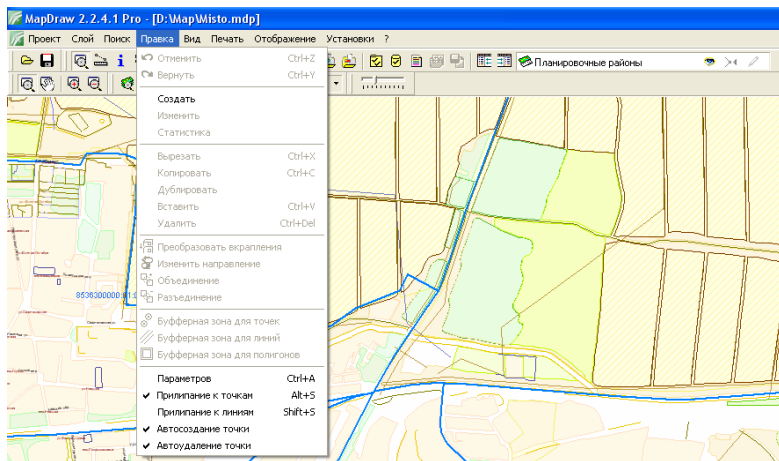 MapDraw 2.2.4.1 Pro - [D:\Map\Misto.mdp]
Проект Слой Поиск Правка Вид Печать Отображение Установки ?
Планировочные районы
Отменить Ctrl+Z
Вернуть Ctrl+Y
Создать
Изменить
Статистика
Вырезать Ctrl+X
Копировать Ctrl+C
Дублировать
Вставить Ctrl+V
Удалить Ctrl+Del
Преобразовать вкрапления
Изменить направление
Объединение
Разъединение
Буфферная зона для точек
Буфферная зона для линий
Буфферная зона для полигонов
Параметров Ctrl+A
Прилипание к точкам Alt+S
Прилипание к линиям Shift+S
Автосоздание точки
Автоудаление точки